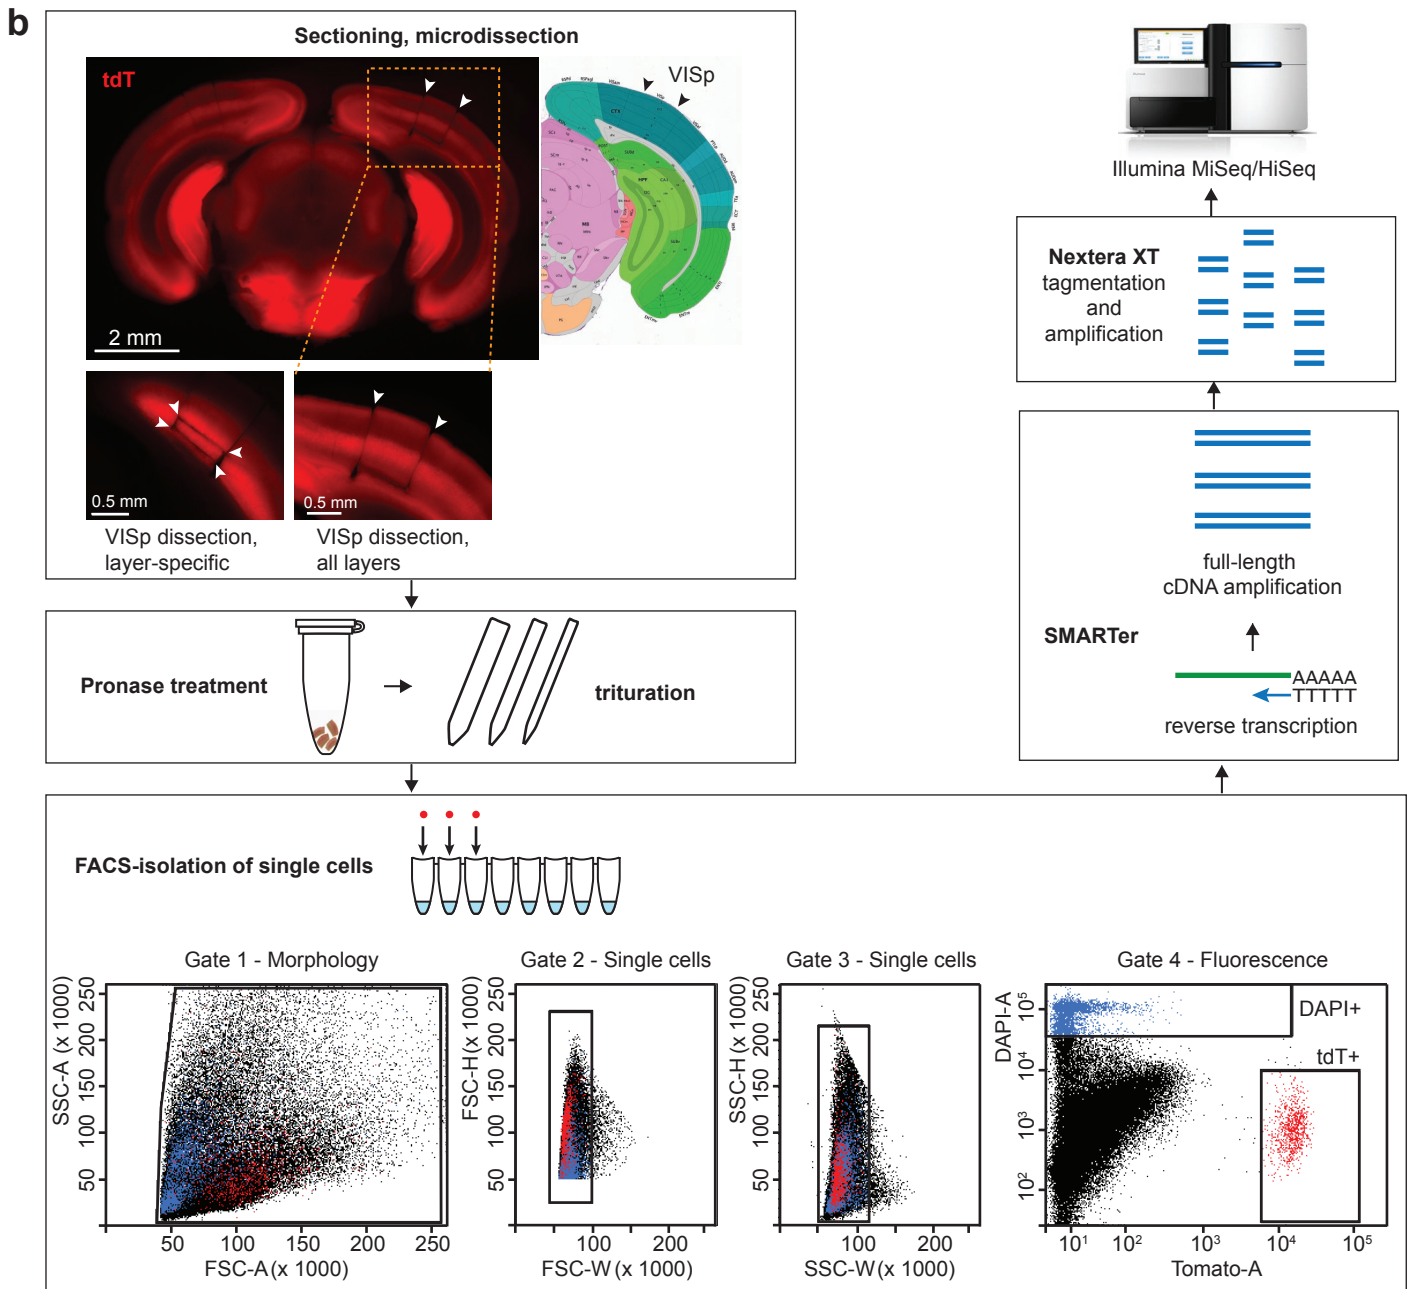 b
Sectioning, microdissection
tdT
VISp
2 mm
0.5 mm
0.5 mm
VISp dissection,
layer-specific
VISp dissection,
all layers
Pronase treatment
trituration
FACS-isolation of single cells
Gate 1 - Morphology
SSC-A (x 1000)
50
100
150
200
250
50
100
150
200
250
FSC-A (x 1000)
Gate 2 - Single cells
FSC-H (x 1000)
50
100
150
200
250
100
200
FSC-W (x 1000)
Gate 3 - Single cells
SSC-H (x 1000)
50
100
150
200
250
100
200
SSC-W (x 1000)
Gate 4 - Fluorescence
DAPI-A
10²
10³
10⁴
10⁵
DAPI+
tdT+
10¹
10²
10³
10⁴
10⁵
Tomato-A
SMARTer
full-length
cDNA amplification
AAAAA
TTTTT
reverse transcription
Nextera XT
tagmentation
and
amplification
Illumina MiSeq/HiSeq